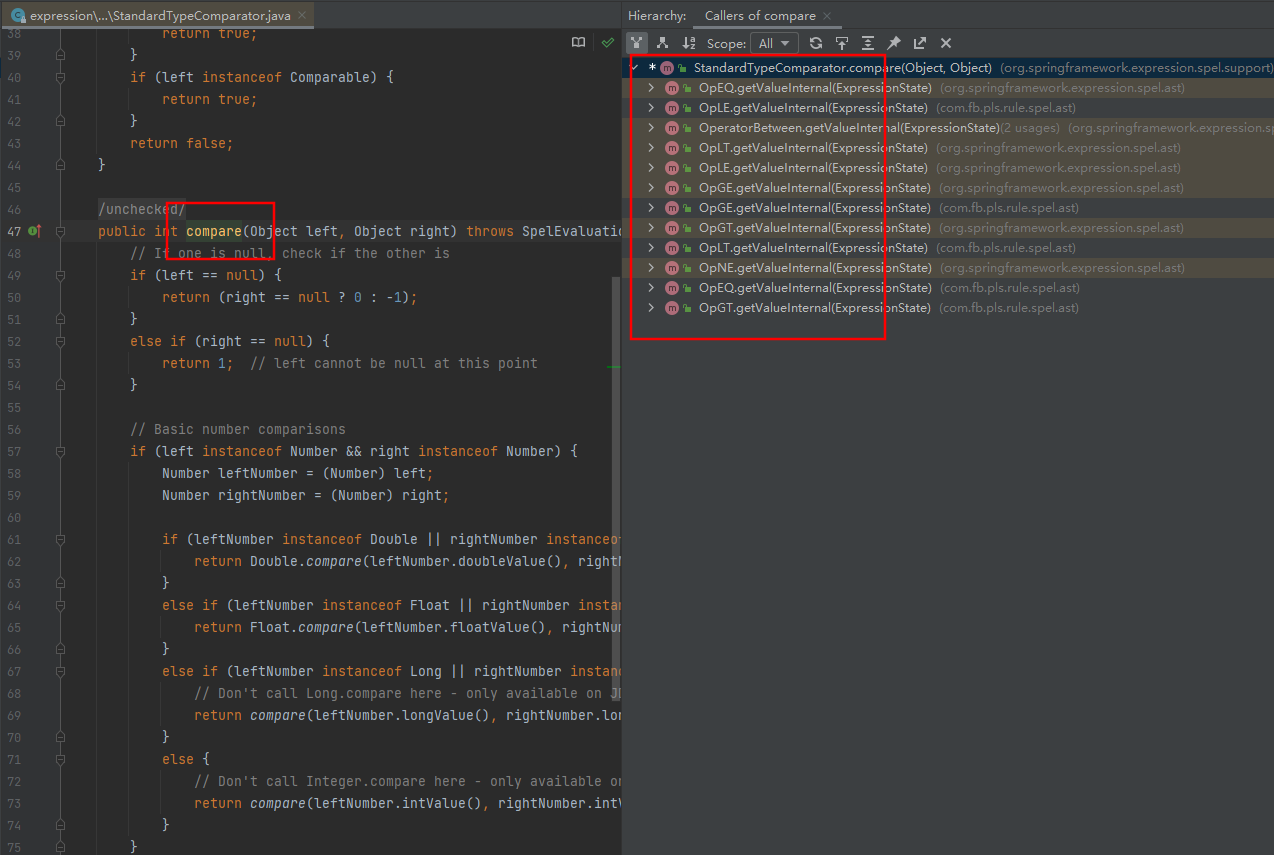 expression\...\StandardTypeComparator.java
38 return true;
39 }
40 if (left instanceof Comparable) {
41 return true;
42 }
43 return false;
44 }
45
46 /unchecked/
47 public int compare(Object left, Object right) throws SpelEvaluatio
48 // If one is null, check if the other is
49 if (left == null) {
50 return (right == null ? 0 : -1);
51 }
52 else if (right == null) {
53 return 1;  // left cannot be null at this point
54 }
55
56 // Basic number comparisons
57 if (left instanceof Number && right instanceof Number) {
58 Number leftNumber = (Number) left;
59 Number rightNumber = (Number) right;
60
61 if (leftNumber instanceof Double || rightNumber instanceof
62 return Double.compare(leftNumber.doubleValue(), rightN
63 }
64 else if (leftNumber instanceof Float || rightNumber instan
65 return Float.compare(leftNumber.floatValue(), rightNum
66 }
67 else if (leftNumber instanceof Long || rightNumber instanc
68 // Don't call Long.compare here - only available on JD
69 return compare(leftNumber.longValue(), rightNumber.lon
70 }
71 else {
72 // Don't call Integer.compare here - only available on
73 return compare(leftNumber.intValue(), rightNumber.intV
74 }
75 }
Hierarchy: Callers of compare
Scope: All
* m StandardTypeComparator.compare(Object, Object) (org.springframework.expression.spel.support)
m OpEQ.getValueInternal(ExpressionState) (org.springframework.expression.spel.ast)
m OpLE.getValueInternal(ExpressionState) (com.fb.pls.rule.spel.ast)
m OperatorBetween.getValueInternal(ExpressionState)(2 usages) (org.springframework.expression.sp
m OpLT.getValueInternal(ExpressionState) (org.springframework.expression.spel.ast)
m OpLE.getValueInternal(ExpressionState) (org.springframework.expression.spel.ast)
m OpGE.getValueInternal(ExpressionState) (org.springframework.expression.spel.ast)
m OpGE.getValueInternal(ExpressionState) (com.fb.pls.rule.spel.ast)
m OpGT.getValueInternal(ExpressionState) (org.springframework.expression.spel.ast)
m OpLT.getValueInternal(ExpressionState) (com.fb.pls.rule.spel.ast)
m OpNE.getValueInternal(ExpressionState) (org.springframework.expression.spel.ast)
m OpEQ.getValueInternal(ExpressionState) (com.fb.pls.rule.spel.ast)
m OpGT.getValueInternal(ExpressionState) (com.fb.pls.rule.spel.ast)